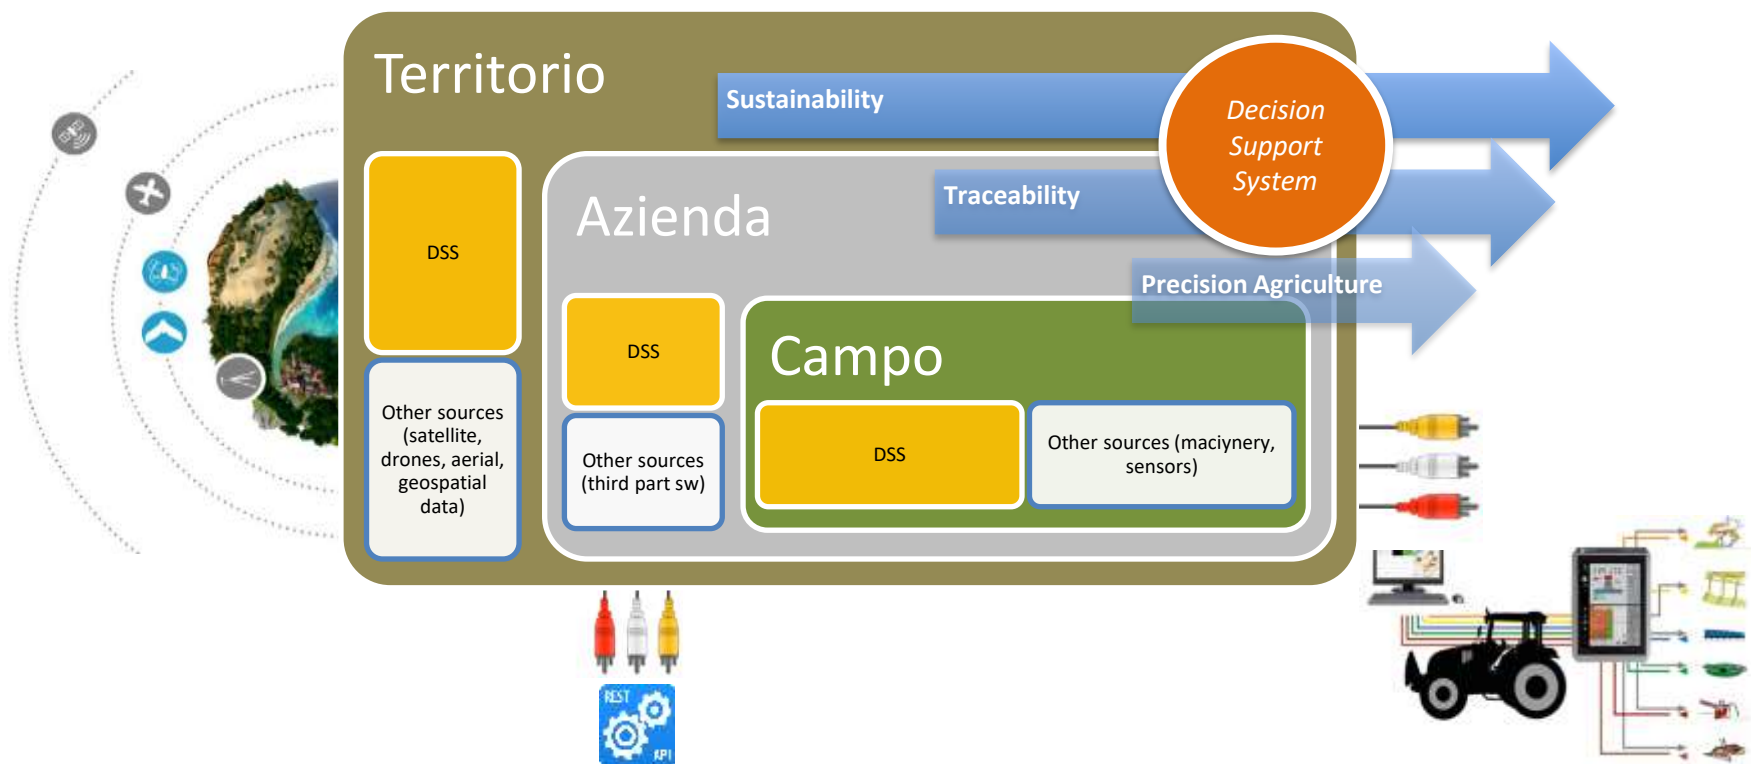 Territorio
Sustainability
Decision
Support
System
Azienda
Traceability
DSS
Precision Agriculture
DSS
Campo
Other sources
(satellite,
drones, aerial,
geospatial
data)
Other sources
(third part sw)
DSS
Other sources (maciynery,
sensors)
REST
API